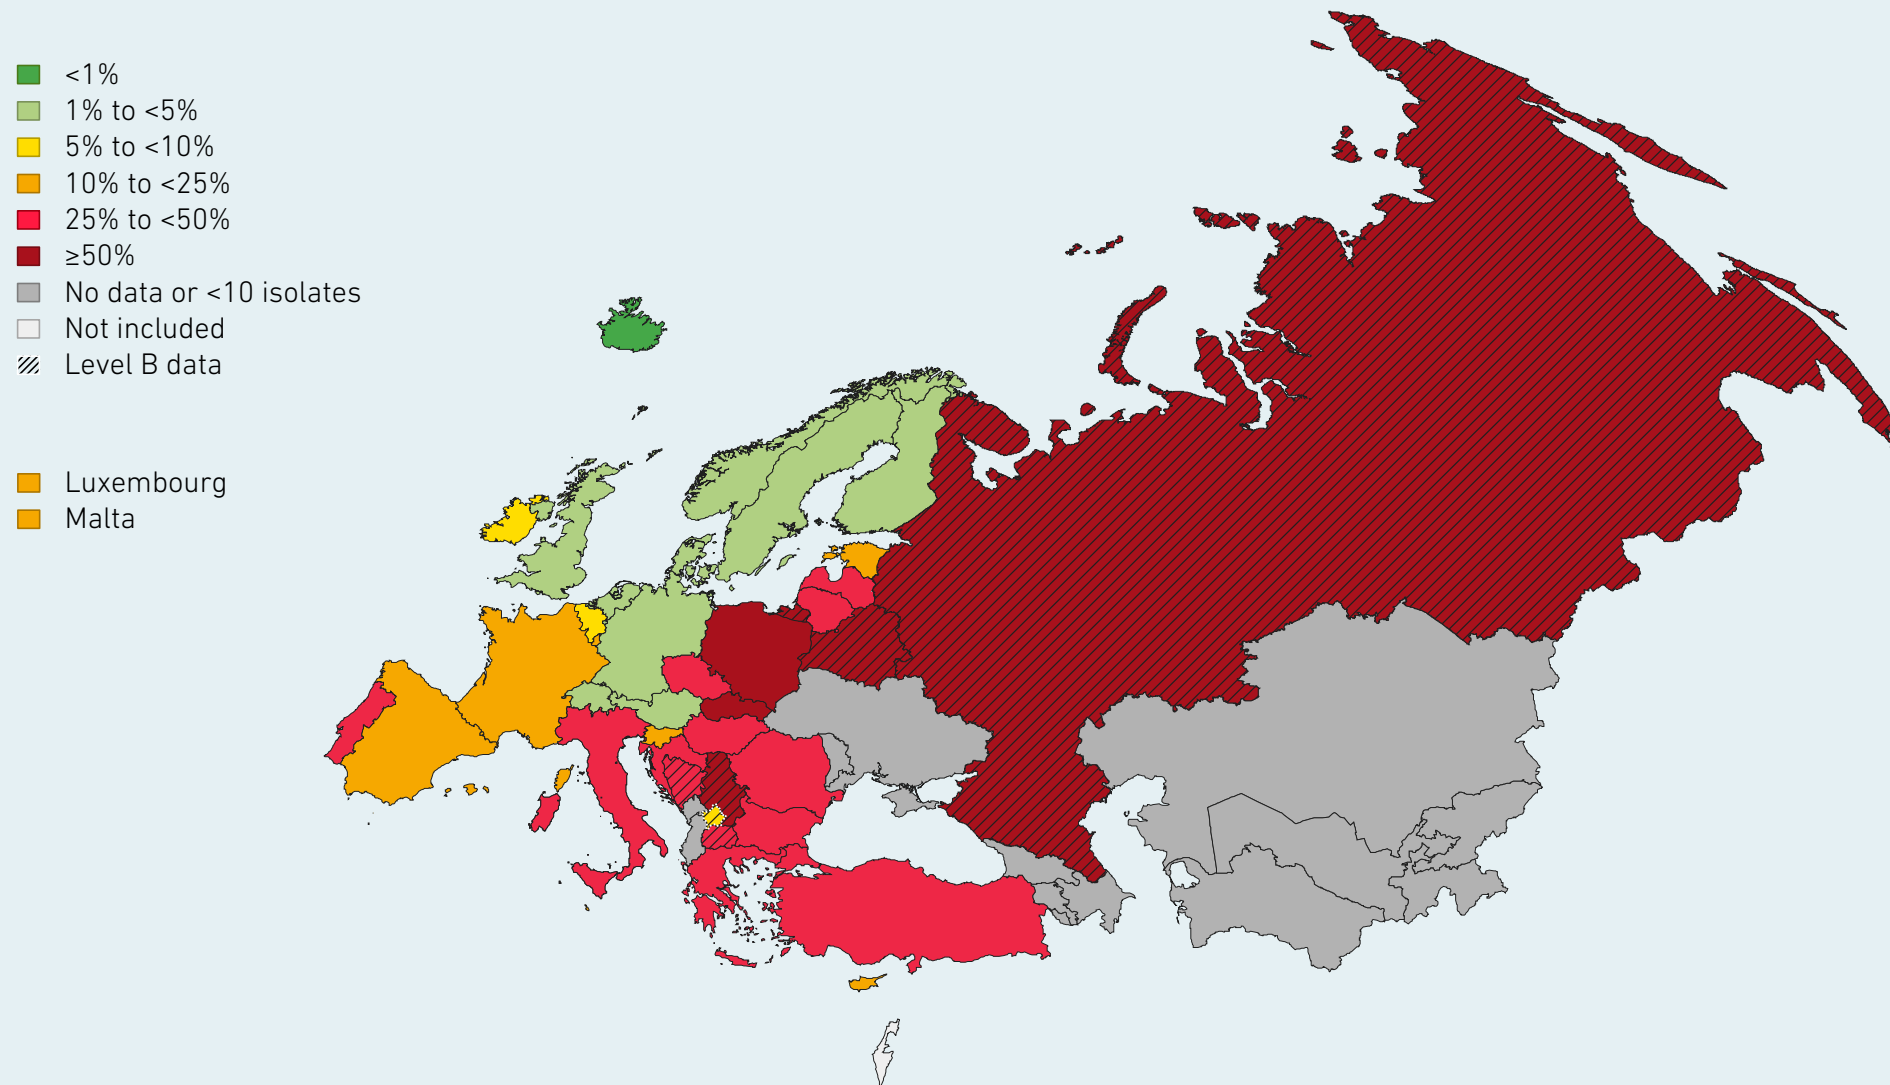 <1%
1% to <5%
5% to <10%
10% to <25%
25% to <50%
≥50%
No data or <10 isolates
Not included
Level B data
Luxembourg
Malta